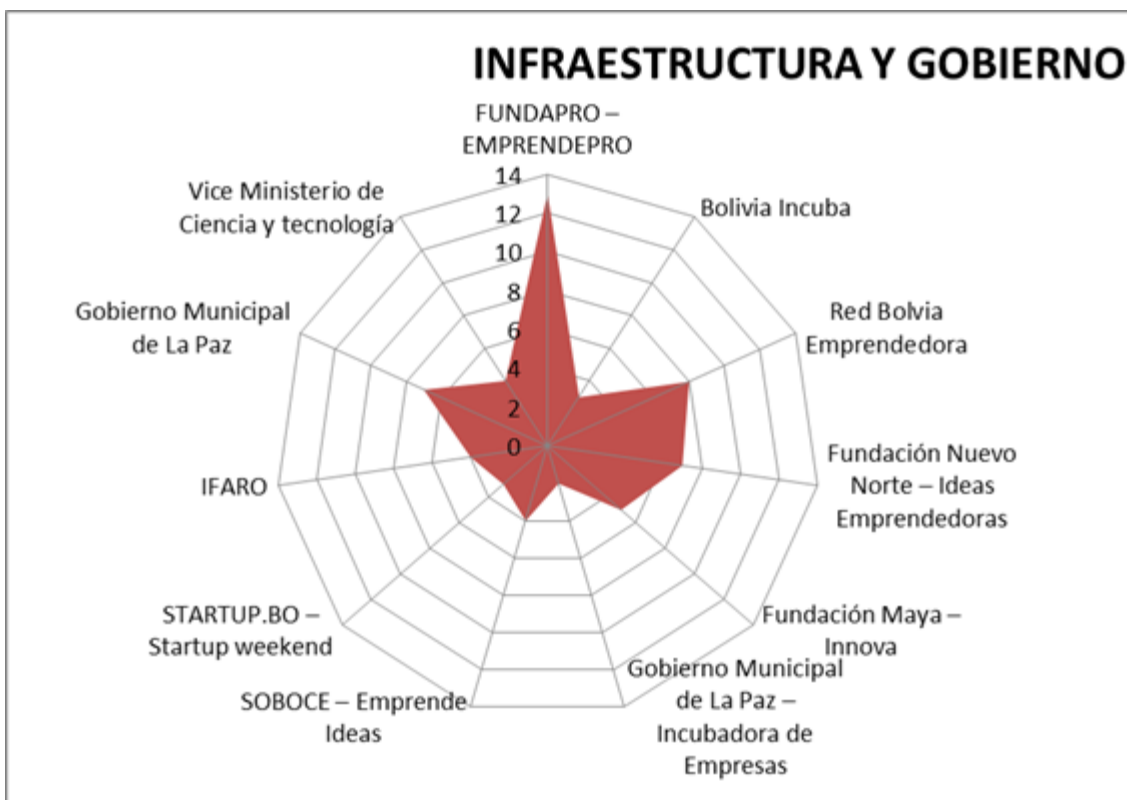 INFRAESTRUCTURA Y GOBIERNO
FUNDAPRO –
EMPRENDEPRO
Bolivia Incuba
Red Bolvia
Emprendedora
Fundación Nuevo
Norte – Ideas
Emprendedoras
Fundación Maya –
Innova
Gobierno Municipal
de La Paz –
Incubadora de
Empresas
SOBOCE – Emprende
Ideas
STARTUP.BO –
Startup weekend
IFARO
Gobierno Municipal
de La Paz
Vice Ministerio de
Ciencia y tecnología
14
12
10
8
6
4
2
0